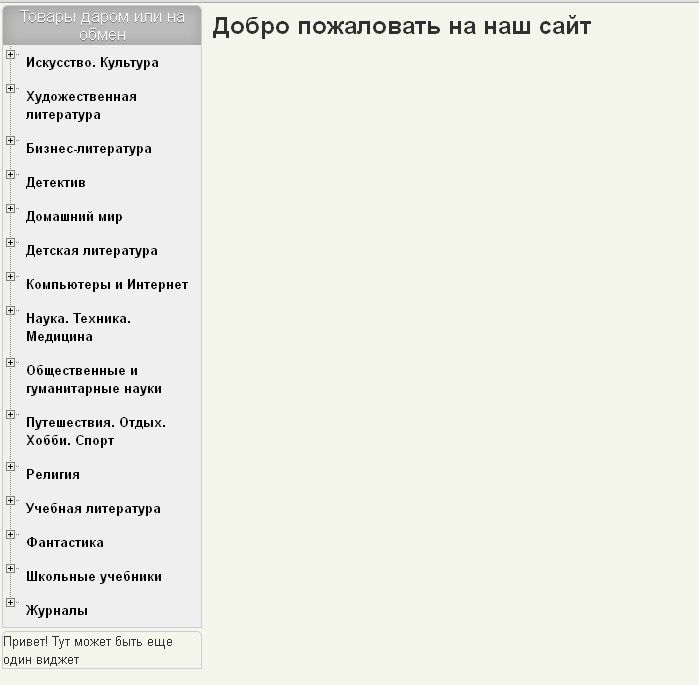 Товары даром или на
обмен
Искусство. Культура
Художественная
литература
Бизнес-литература
Детектив
Домашний мир
Детская литература
Компьютеры и Интернет
Наука. Техника.
Медицина
Общественные и
гуманитарные науки
Путешествия. Отдых.
Хобби. Спорт
Религия
Учебная литература
Фантастика
Школьные учебники
Журналы
Привет! Тут может быть еще
один виджет
Добро пожаловать на наш сайт